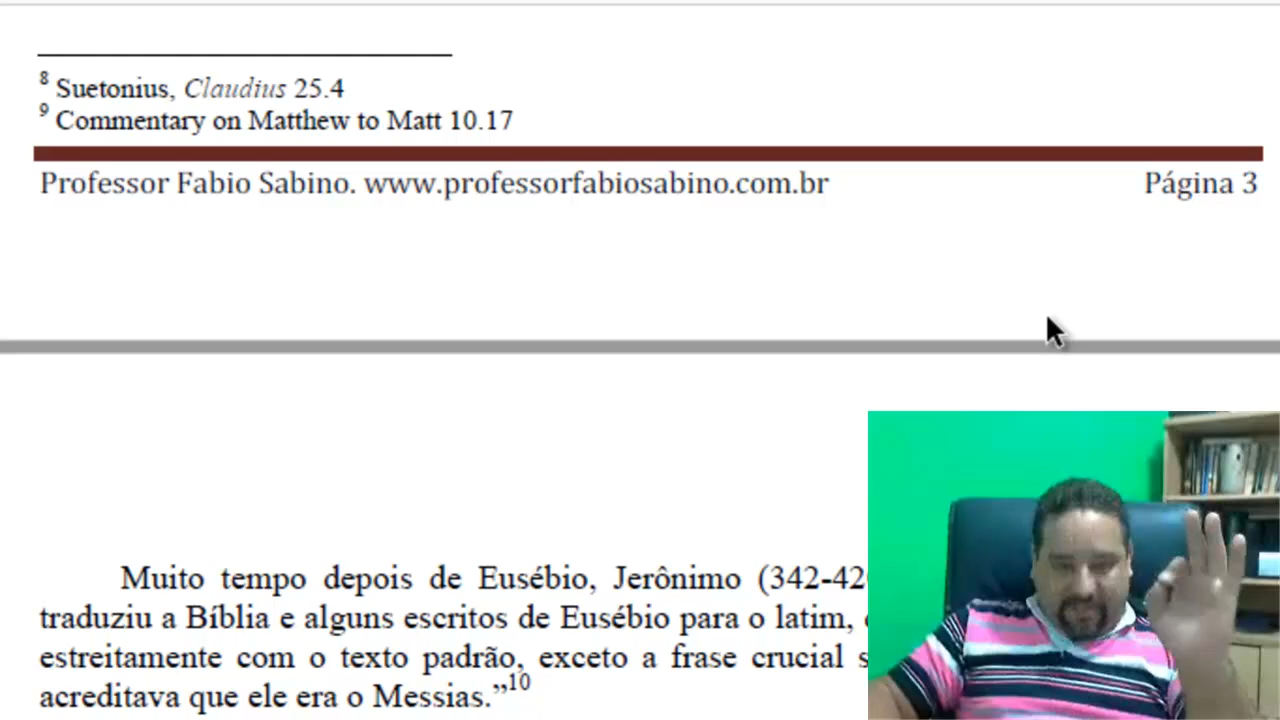 8 Suetonius, Claudius 25.4
9 Commentary on Matthew to Matt 10.17
Professor Fabio Sabino. www.professorfabiosabino.com.br Página 3
Muito tempo depois de Eusébio, Jerônimo (342-42
traduziu a Bíblia e alguns escritos de Eusébio para o latim,
estreitamente com o texto padrão, exceto a frase crucial
acreditava que ele era o Messias.”10